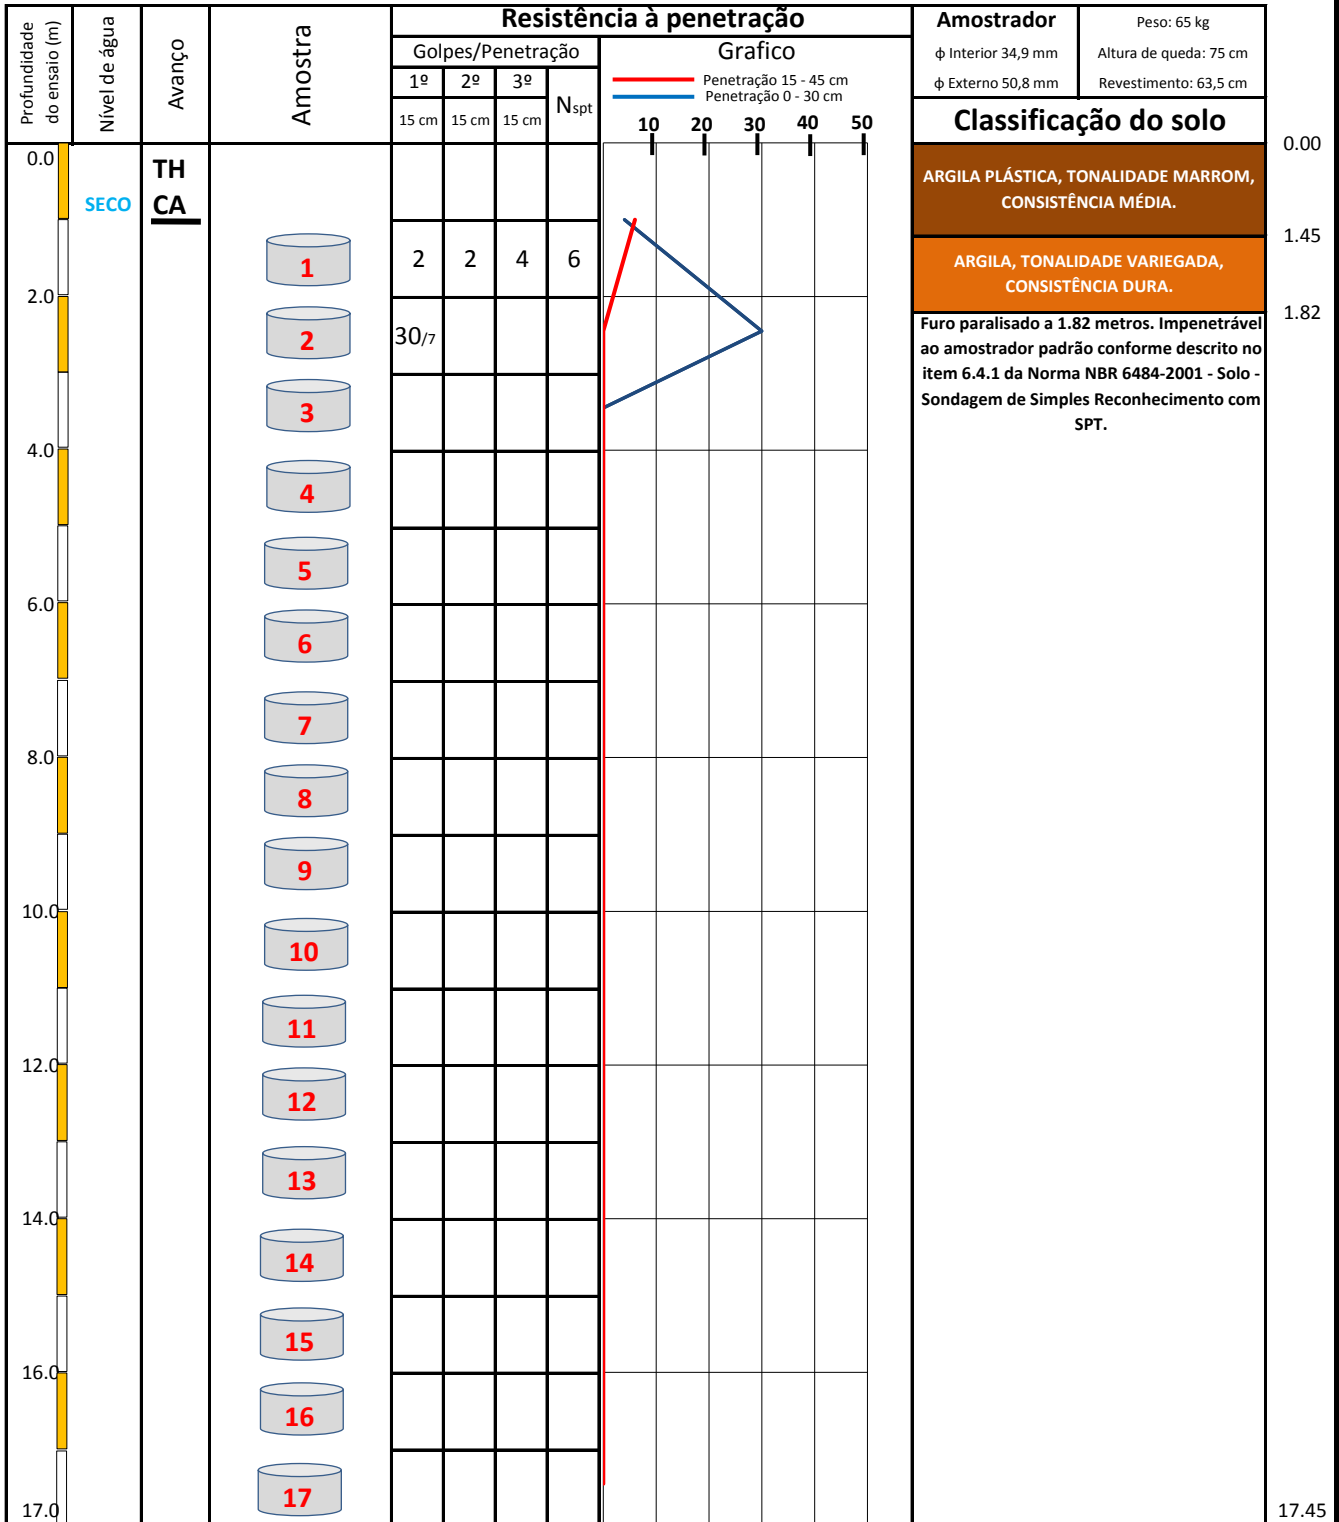 Profundidade
do ensaio (m)
Nível de água
Avanço
Amostra
Resistência à penetração
Golpes/Penetração
1º
2º
3º
Nspt
15 cm
15 cm
15 cm
Grafico
Penetração 15 - 45 cm
Penetração 0 - 30 cm
10
20
30
40
50
Amostrador
ф Interior 34,9 mm
ф Externo 50,8 mm
Peso: 65 kg
Altura de queda: 75 cm
Revestimento: 63,5 cm
Classificação do solo
0.0
SECO
TH
CA
0.00
ARGILA PLÁSTICA, TONALIDADE MARROM,
CONSISTÊNCIA MÉDIA.
1.45
1
2
2
4
6
ARGILA, TONALIDADE VARIEGADA,
CONSISTÊNCIA DURA.
2.0
1.82
2
30/7
Furo paralisado a 1.82 metros. Impenetrável
ao amostrador padrão conforme descrito no
item 6.4.1 da Norma NBR 6484-2001 - Solo -
Sondagem de Simples Reconhecimento com
SPT.
3
4.0
4
5
6.0
6
7
8.0
8
9
10.0
10
11
12.0
12
13
14.0
14
15
16.0
16
17
17.0
17.45